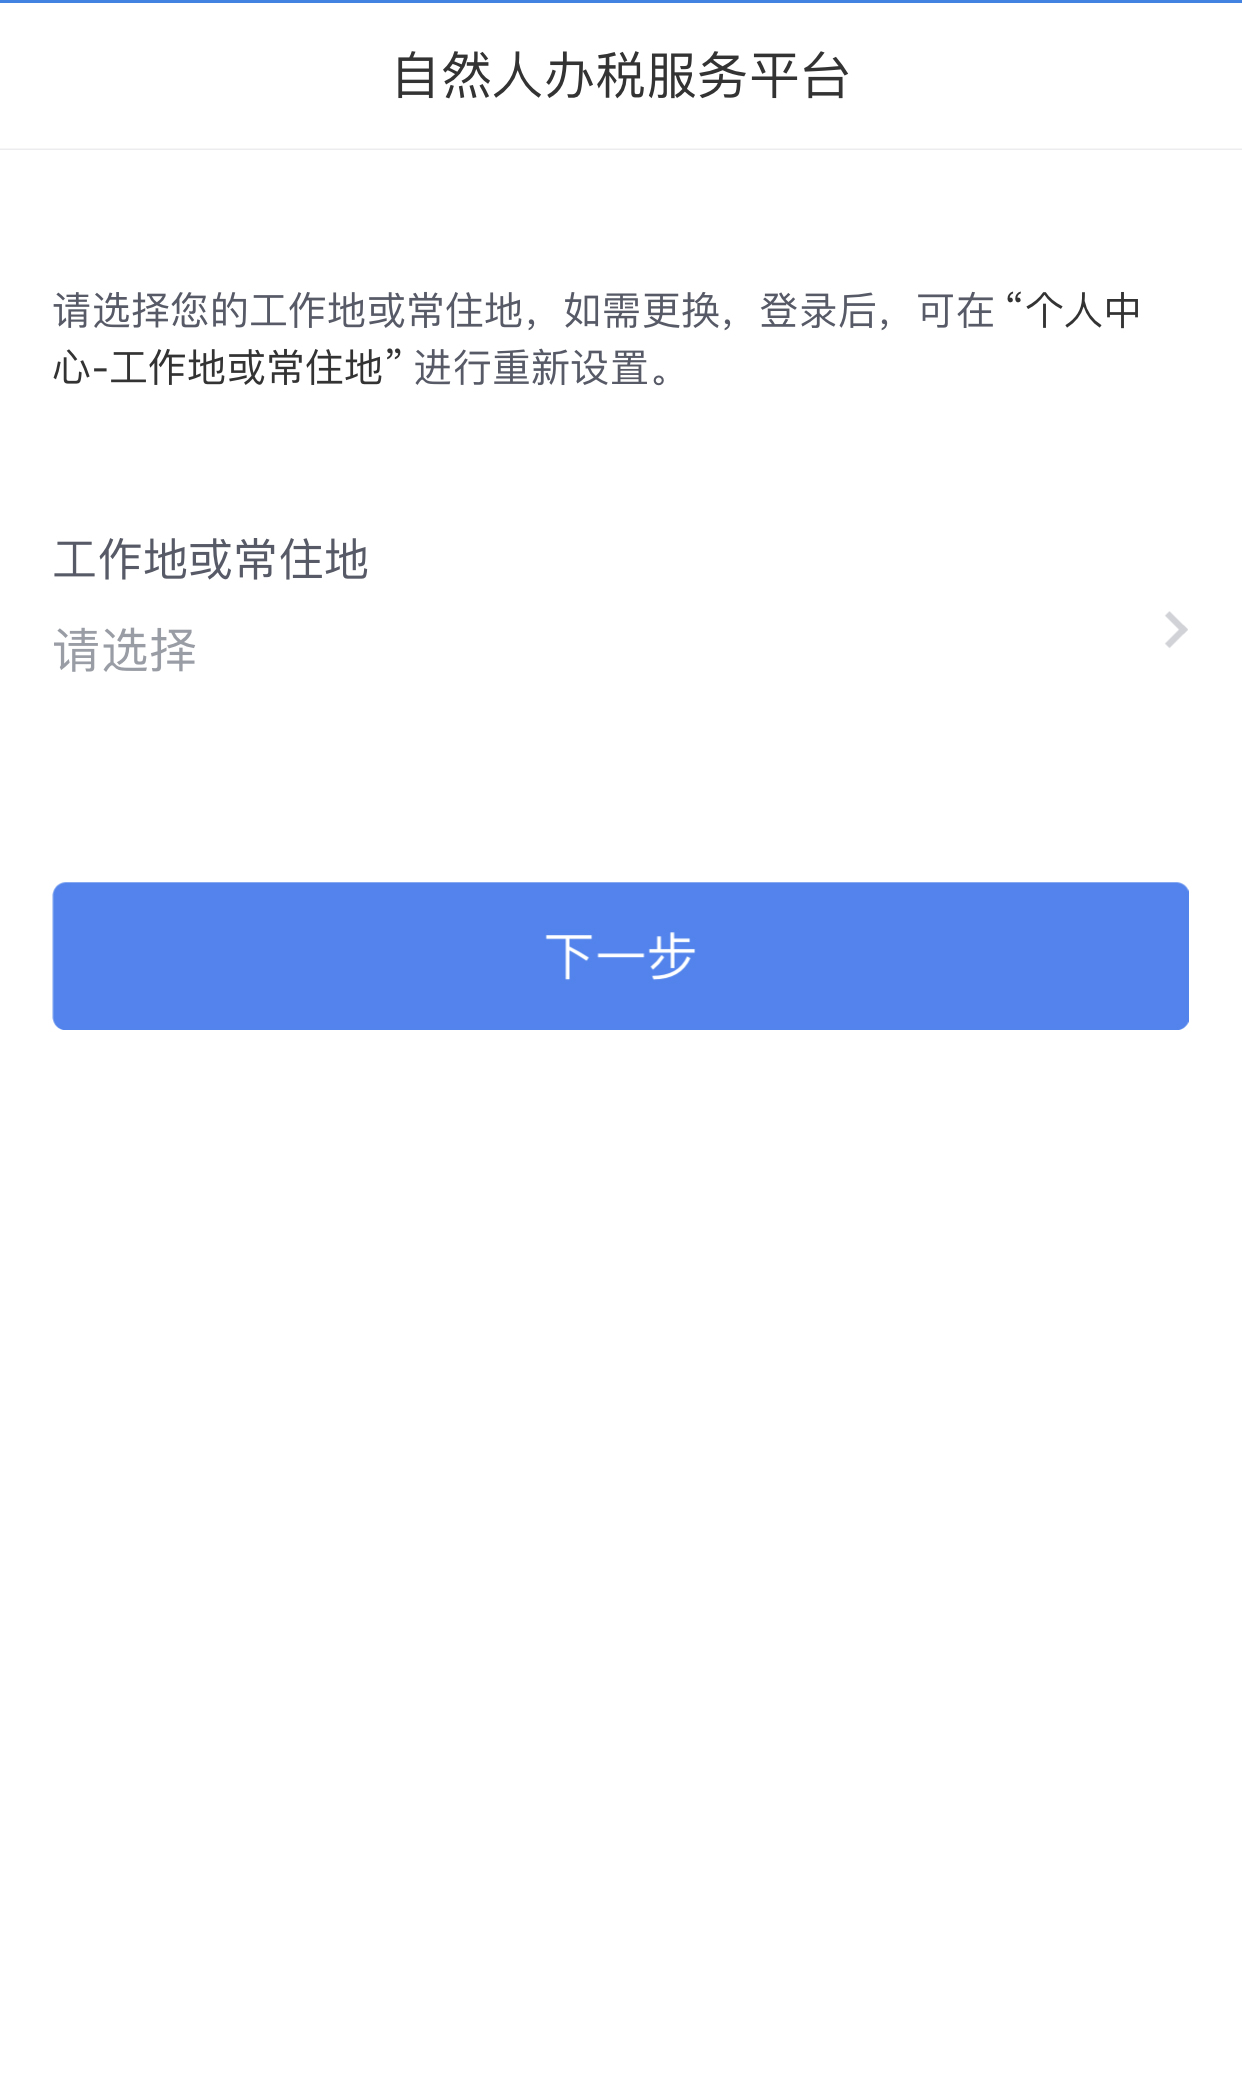 自然人办税服务平台
请选择您的工作地或常住地，如需更换，登录后，可在 “个人中
心-工作地或常住地” 进行重新设置。
工作地或常住地
请选择
下一步